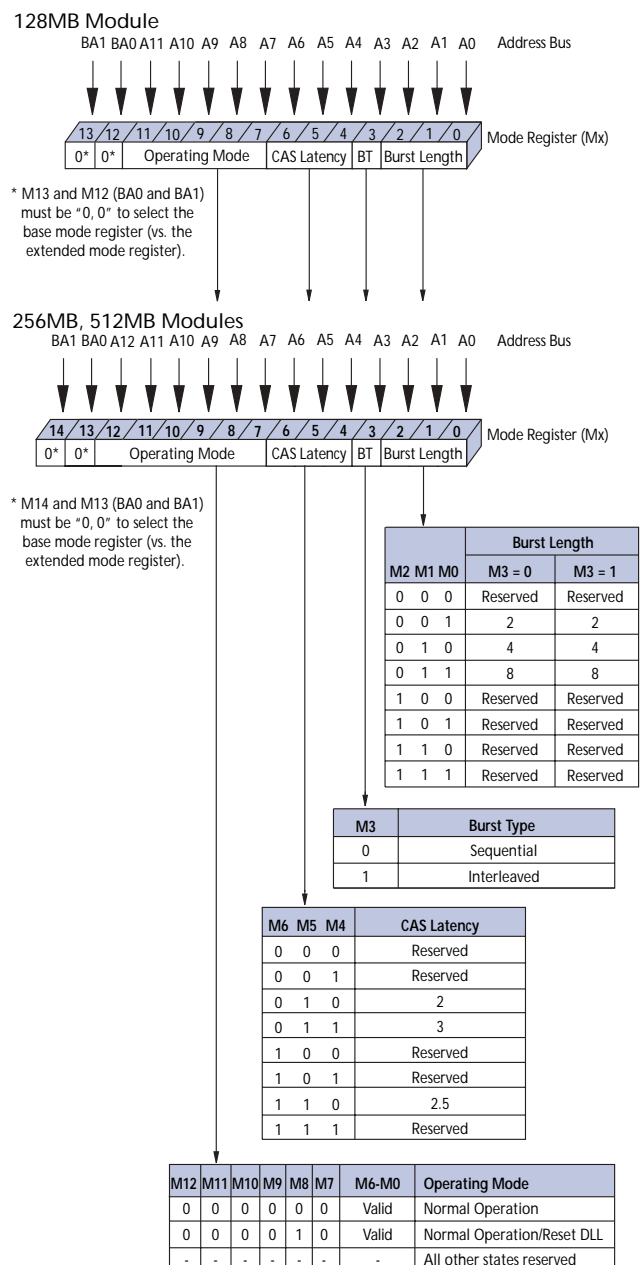 128MB Module
BA1 BA0 A11 A10 A9 A8 A7 A6 A5 A4 A3 A2 A1 A0 Address Bus
13 12 11 10 9 8 7 6 5 4 3 2 1 0 Mode Register (Mx)
0* 0* Operating Mode CAS Latency BT Burst Length
* M13 and M12 (BA0 and BA1)
must be "0, 0" to select the
base mode register (vs. the
extended mode register).
256MB, 512MB Modules
BA1 BA0 A12 A11 A10 A9 A8 A7 A6 A5 A4 A3 A2 A1 A0 Address Bus
14 13 12 11 10 9 8 7 6 5 4 3 2 1 0 Mode Register (Mx)
0* 0* Operating Mode CAS Latency BT Burst Length
* M14 and M13 (BA0 and BA1)
must be "0, 0" to select the
base mode register (vs. the
extended mode register).
Burst Length
M2 M1 M0 M3 = 0 M3 = 1
0 0 0 Reserved Reserved
0 0 1 2 2
0 1 0 4 4
0 1 1 8 8
1 0 0 Reserved Reserved
1 0 1 Reserved Reserved
1 1 0 Reserved Reserved
1 1 1 Reserved Reserved
M3 Burst Type
0 Sequential
1 Interleaved
M6 M5 M4 CAS Latency
0 0 0 Reserved
0 0 1 Reserved
0 1 0 2
0 1 1 3
1 0 0 Reserved
1 0 1 Reserved
1 1 0 2.5
1 1 1 Reserved
M12 M11 M10 M9 M8 M7 M6-M0 Operating Mode
0 0 0 0 0 0 Valid Normal Operation
0 0 0 0 1 0 Valid Normal Operation/Reset DLL
- - - - - - - All other states reserved